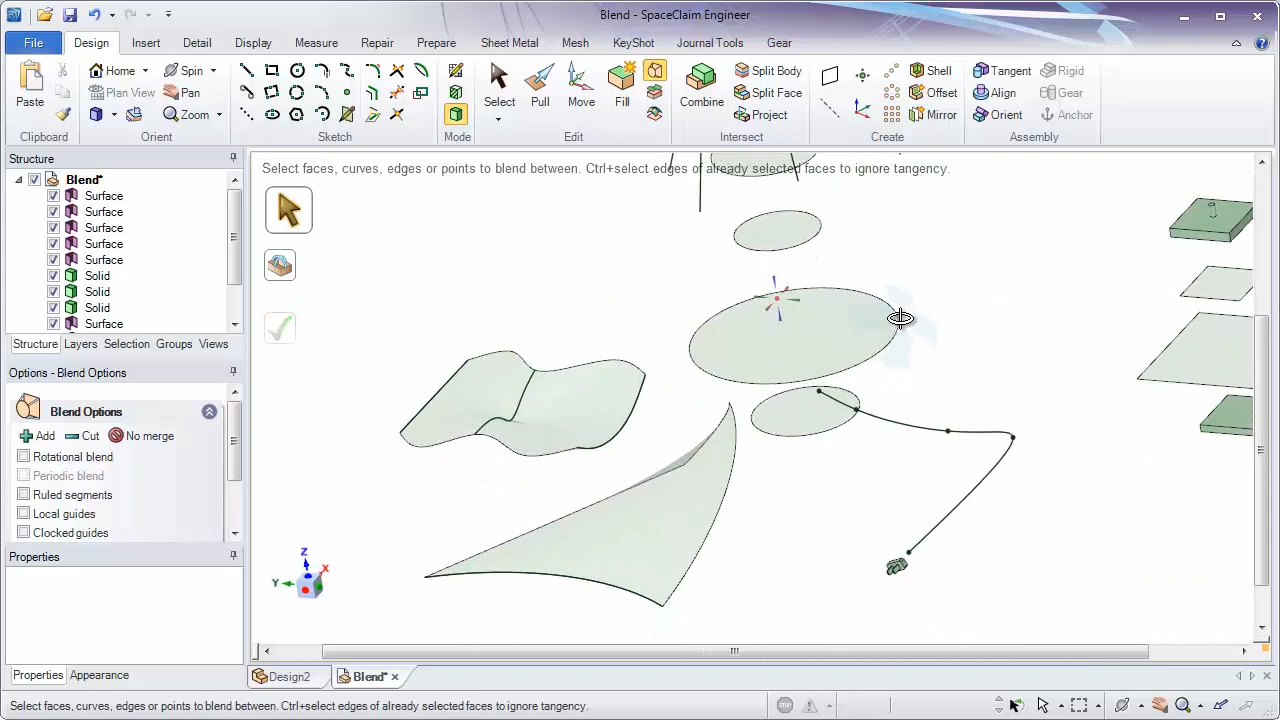 Blend - SpaceClaim Engineer
File Design Insert Detail Display Measure Repair Prepare Sheet Metal Mesh KeyShot Journal Tools Gear
Paste
Clipboard
Home
Plan View
Spin
Pan
Zoom
Orient
Sketch
Mode
Select
Pull
Move
Fill
Edit
Combine
Split Body
Split Face
Project
Intersect
Shell
Offset
Mirror
Create
Tangent
Align
Orient
Rigid
Gear
Anchor
Assembly
Structure
Blend*
Surface
Surface
Surface
Surface
Surface
Solid
Solid
Solid
Surface
Structure Layers Selection Groups Views
Options - Blend Options
Blend Options
Add Cut No merge
Rotational blend
Periodic blend
Ruled segments
Local guides
Clocked guides
Properties
Properties Appearance
Select faces, curves, edges or points to blend between. Ctrl+select edges of already selected faces to ignore tangency.
Z
X
Y
Design2 Blend*
Select faces, curves, edges or points to blend between. Ctrl+select edges of already selected faces to ignore tangency.